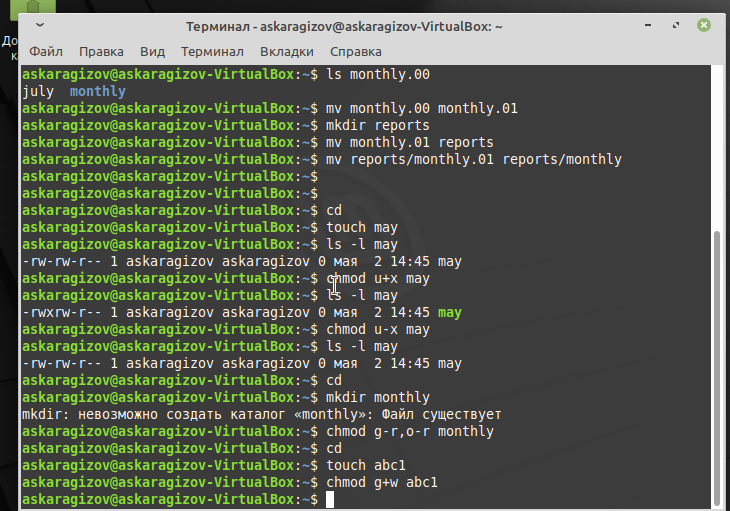 До
к
Терминал - askaragizov@askaragizov-VirtualBox: ~
Файл Правка Вид Терминал Вкладки Справка
askaragizov@askaragizov-VirtualBox:~$ ls monthly.00
july  monthly
askaragizov@askaragizov-VirtualBox:~$ mv monthly.00 monthly.01
askaragizov@askaragizov-VirtualBox:~$ mkdir reports
askaragizov@askaragizov-VirtualBox:~$ mv monthly.01 reports
askaragizov@askaragizov-VirtualBox:~$ mv reports/monthly.01 reports/monthly
askaragizov@askaragizov-VirtualBox:~$
askaragizov@askaragizov-VirtualBox:~$
askaragizov@askaragizov-VirtualBox:~$ cd
askaragizov@askaragizov-VirtualBox:~$ touch may
askaragizov@askaragizov-VirtualBox:~$ ls -l may
-rw-rw-r-- 1 askaragizov askaragizov 0 мая  2 14:45 may
askaragizov@askaragizov-VirtualBox:~$ chmod u+x may
askaragizov@askaragizov-VirtualBox:~$ ls -l may
-rwxrw-r-- 1 askaragizov askaragizov 0 мая  2 14:45 may
askaragizov@askaragizov-VirtualBox:~$ chmod u-x may
askaragizov@askaragizov-VirtualBox:~$ ls -l may
-rw-rw-r-- 1 askaragizov askaragizov 0 мая  2 14:45 may
askaragizov@askaragizov-VirtualBox:~$ cd
askaragizov@askaragizov-VirtualBox:~$ mkdir monthly
mkdir: невозможно создать каталог «monthly»: Файл существует
askaragizov@askaragizov-VirtualBox:~$ chmod g-r,o-r monthly
askaragizov@askaragizov-VirtualBox:~$ cd
askaragizov@askaragizov-VirtualBox:~$ touch abc1
askaragizov@askaragizov-VirtualBox:~$ chmod g+w abc1
askaragizov@askaragizov-VirtualBox:~$